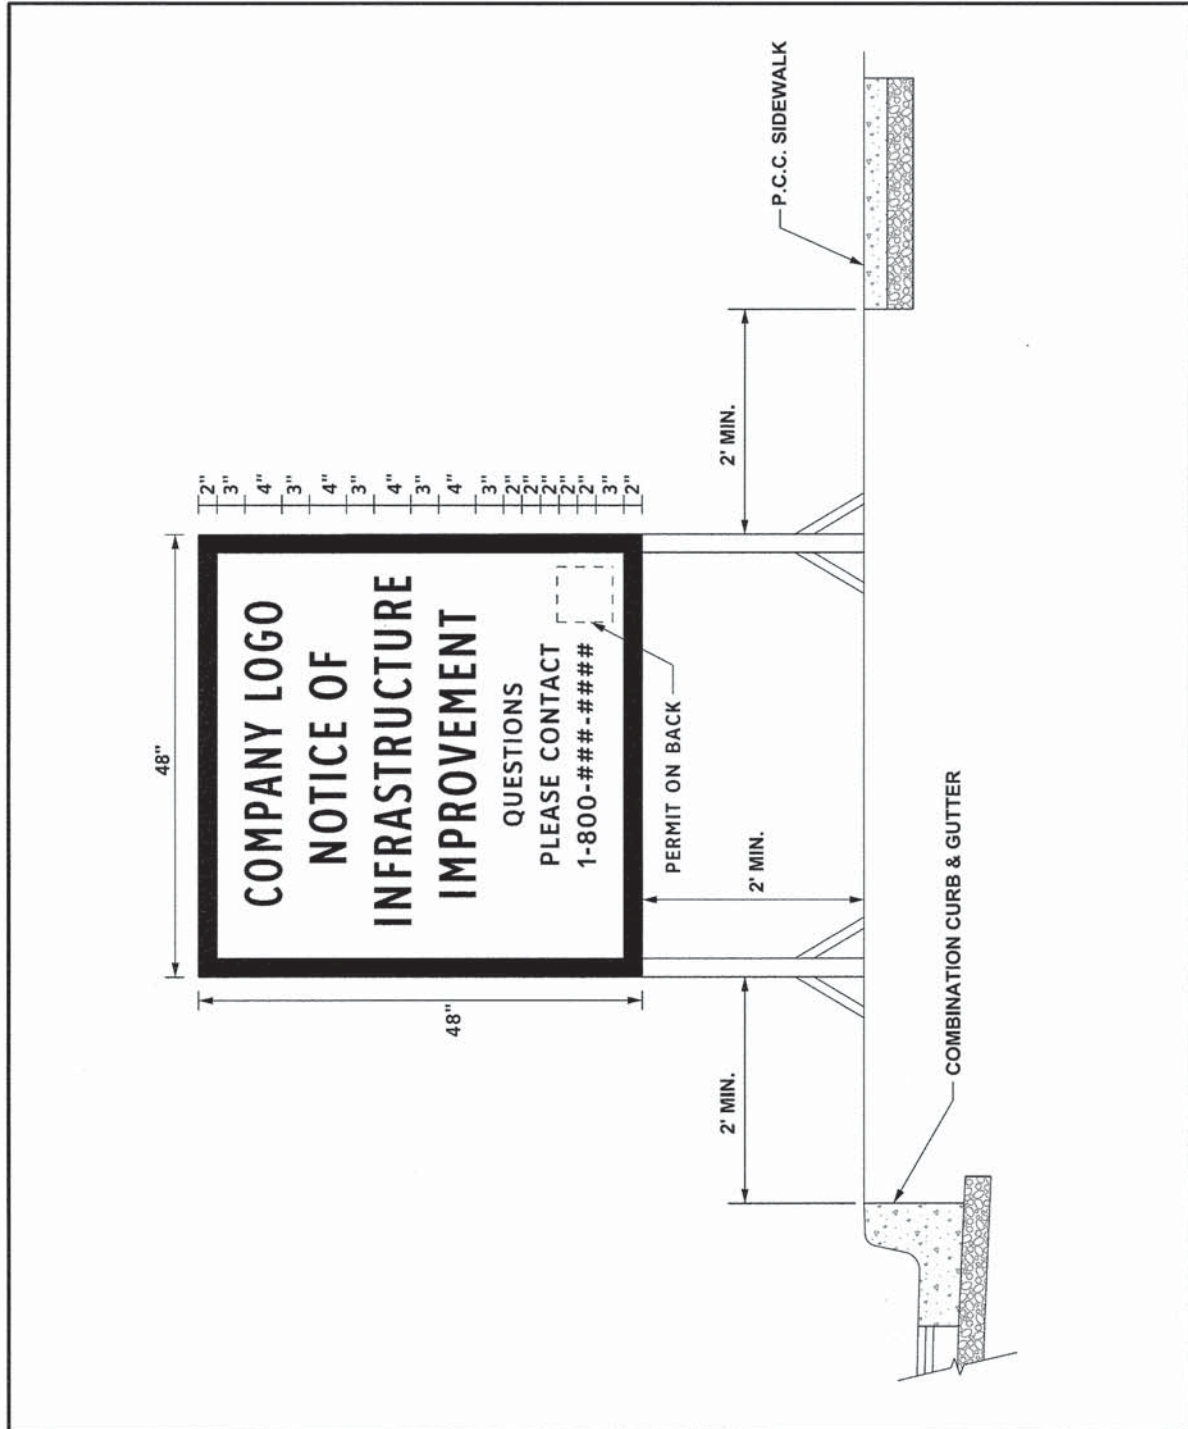 48"
48"
COMPANY LOGO
NOTICE OF
INFRASTRUCTURE
IMPROVEMENT
QUESTIONS
PLEASE CONTACT
1-800-###-####
2"
3"
4"
3"
4"
3"
4"
3"
4"
3"
2"
2"
2"
2"
2"
3"
2"
PERMIT ON BACK
2' MIN.
2' MIN.
2' MIN.
P.C.C. SIDEWALK
COMBINATION CURB & GUTTER